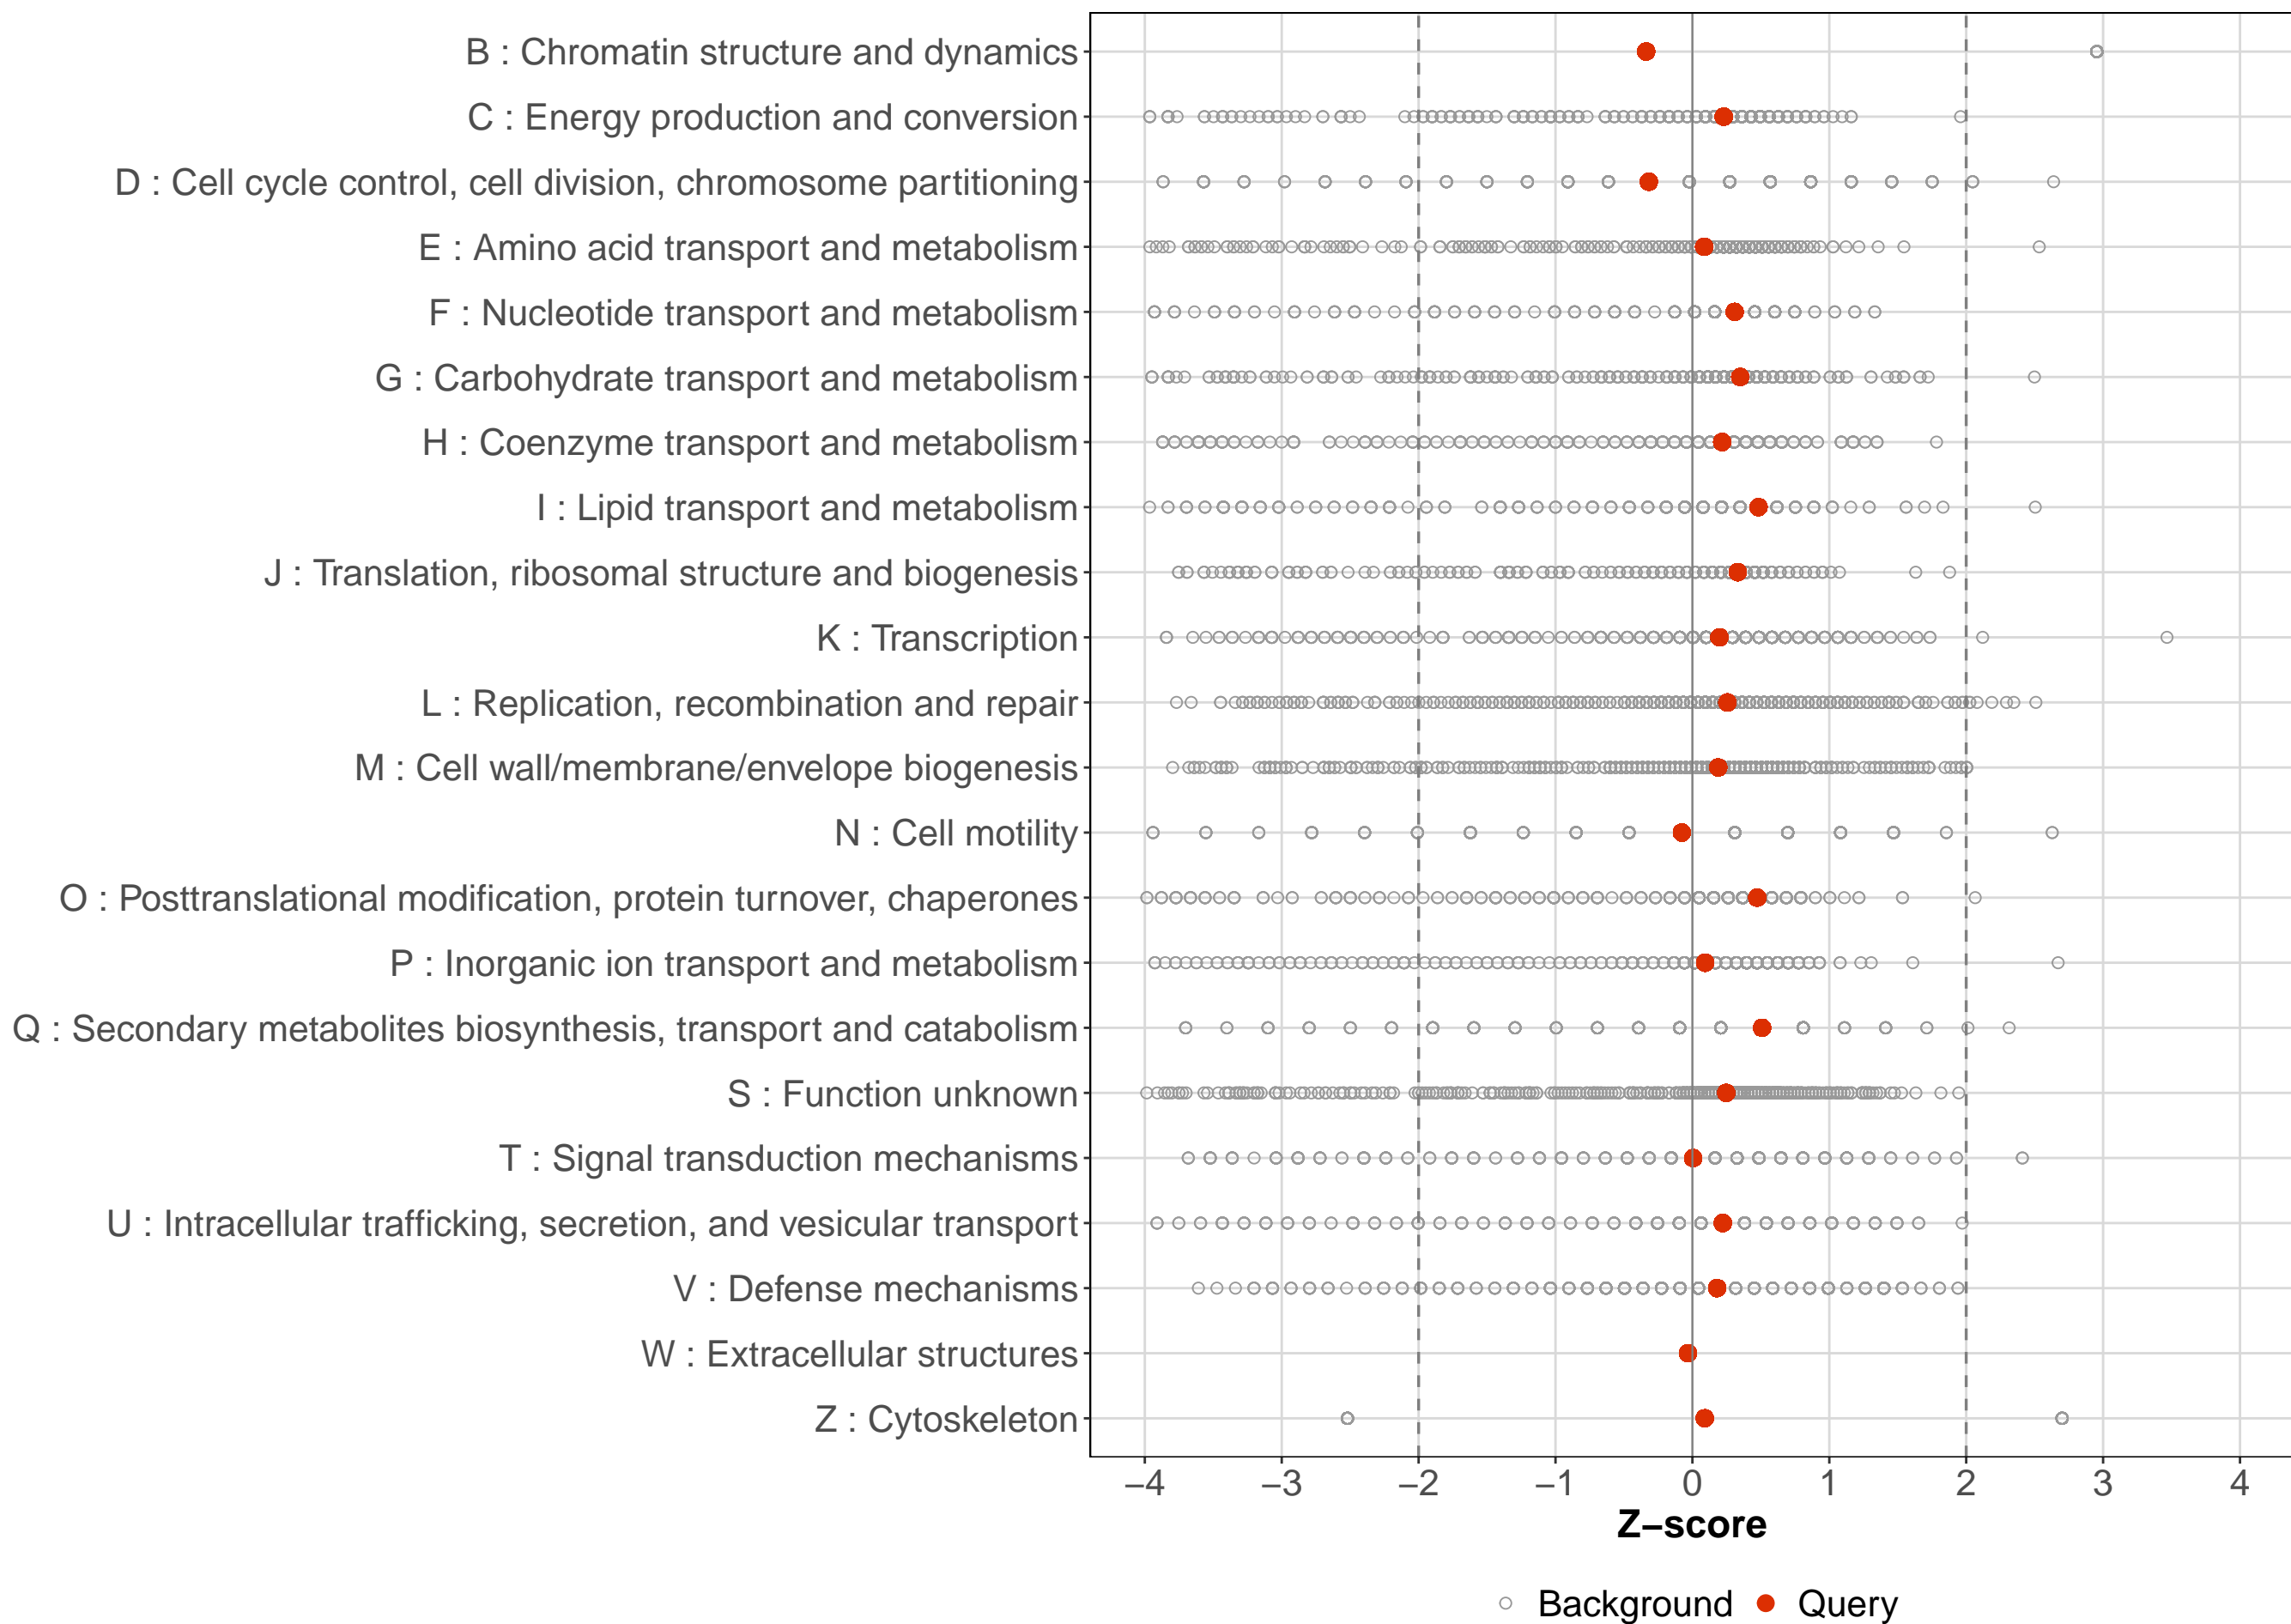 B : Chromatin structure and dynamics
C : Energy production and conversion
D : Cell cycle control, cell division, chromosome partitioning
E : Amino acid transport and metabolism
F : Nucleotide transport and metabolism
G : Carbohydrate transport and metabolism
H : Coenzyme transport and metabolism
I : Lipid transport and metabolism
J : Translation, ribosomal structure and biogenesis
K : Transcription
L : Replication, recombination and repair
M : Cell wall/membrane/envelope biogenesis
N : Cell motility
O : Posttranslational modification, protein turnover, chaperones
P : Inorganic ion transport and metabolism
Q : Secondary metabolites biosynthesis, transport and catabolism
S : Function unknown
T : Signal transduction mechanisms
U : Intracellular trafficking, secretion, and vesicular transport
V : Defense mechanisms
W : Extracellular structures
Z : Cytoskeleton
−4 −3 −2 −1 0 1 2 3 4
Z−score
Background Query